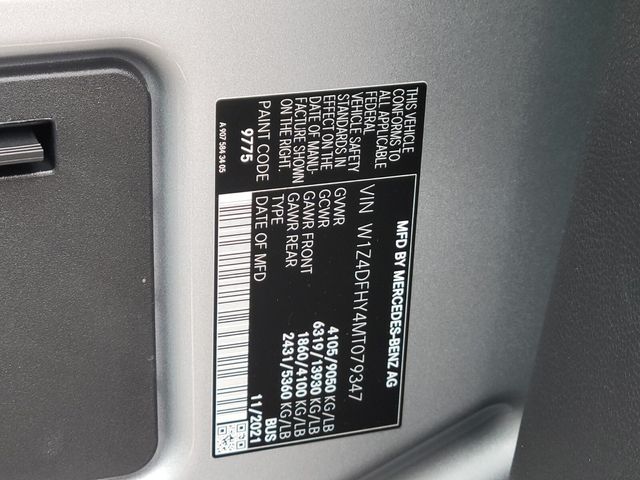 MFD BY MERCEDES-BENZ AG
VIN W1Z4DFHY4MT079347
GVWR 4105/9050 KG/LB
GCWR 6319/13930 KG/LB
GAWR FRONT 1860/4100 KG/LB
GAWR REAR 2431/5360 KG/LB
TYPE BUS
DATE OF MFD 11/2021
THIS VEHICLE
CONFORMS TO
ALL APPLICABLE
FEDERAL
VEHICLE SAFETY
STANDARDS IN
EFFECT ON THE
DATE OF MANU-
FACTURE SHOWN
ON THE RIGHT.
PAINT CODE
9775
A 907 584 34 05